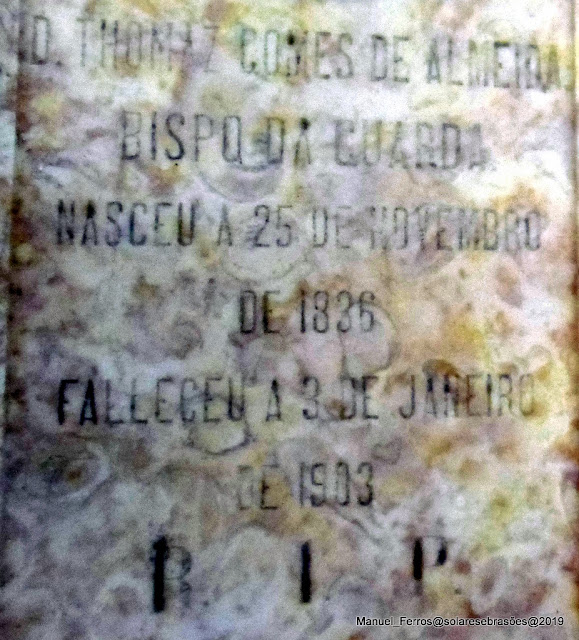 D. THOMAZ GOMES DE ALMEIDA
BISPO DA GUARDA
NASCEU A 25 DE NOVEMBRO
DE 1836
FALLECEU A 3 DE JANEIRO
DE 1903
R I P
Manuel_Ferros@solaresebrasões@2019